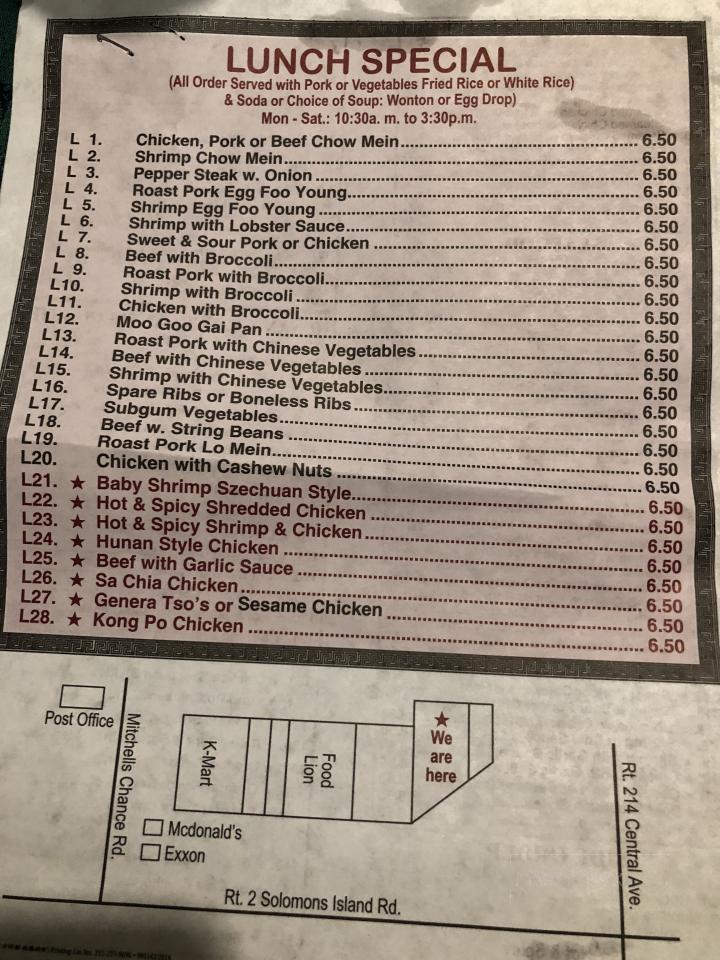 LUNCH SPECIAL
(All Order Served with Pork or Vegetables Fried Rice or White Rice)
& Soda or Choice of Soup: Wonton or Egg Drop)
Mon - Sat.: 10:30a. m. to 3:30p.m.
L 1. Chicken, Pork or Beef Chow Mein 6.50
L 2. Shrimp Chow Mein 6.50
L 3. Pepper Steak w. Onion 6.50
L 4. Roast Pork Egg Foo Young 6.50
L 5. Shrimp Egg Foo Young 6.50
L 6. Shrimp with Lobster Sauce 6.50
L 7. Sweet & Sour Pork or Chicken 6.50
L 8. Beef with Broccoli 6.50
L 9. Roast Pork with Broccoli 6.50
L10. Shrimp with Broccoli 6.50
L11. Chicken with Broccoli 6.50
L12. Moo Goo Gai Pan 6.50
L13. Roast Pork with Chinese Vegetables 6.50
L14. Beef with Chinese Vegetables 6.50
L15. Shrimp with Chinese Vegetables 6.50
L16. Spare Ribs or Boneless Ribs 6.50
L17. Subgum Vegetables 6.50
L18. Beef w. String Beans 6.50
L19. Roast Pork Lo Mein 6.50
L20. Chicken with Cashew Nuts 6.50
L21. ★ Baby Shrimp Szechuan Style 6.50
L22. ★ Hot & Spicy Shredded Chicken 6.50
L23. ★ Hot & Spicy Shrimp & Chicken 6.50
L24. ★ Hunan Style Chicken 6.50
L25. ★ Beef with Garlic Sauce 6.50
L26. ★ Sa Chia Chicken 6.50
L27. ★ Genera Tso's or Sesame Chicken 6.50
L28. ★ Kong Po Chicken 6.50
Post Office
Mitchells Chance Rd.
K-Mart
Food
Lion
★
We
are
here
Mcdonald's
Exxon
Rt. 214 Central Ave.
Rt. 2 Solomons Island Rd.